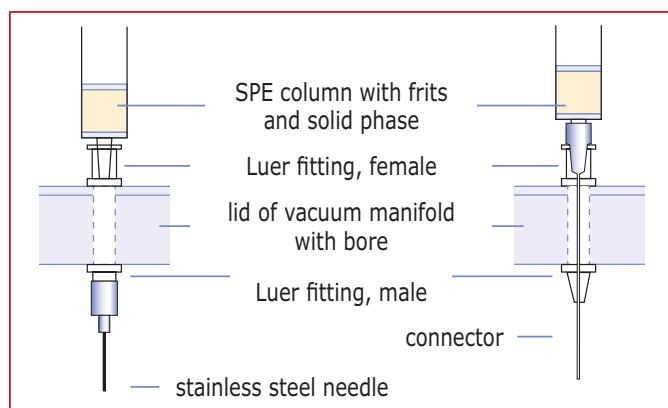 SPE column with frits
and solid phase
Luer fitting, female
lid of vacuum manifold
with bore
Luer fitting, male
connector
stainless steel needle